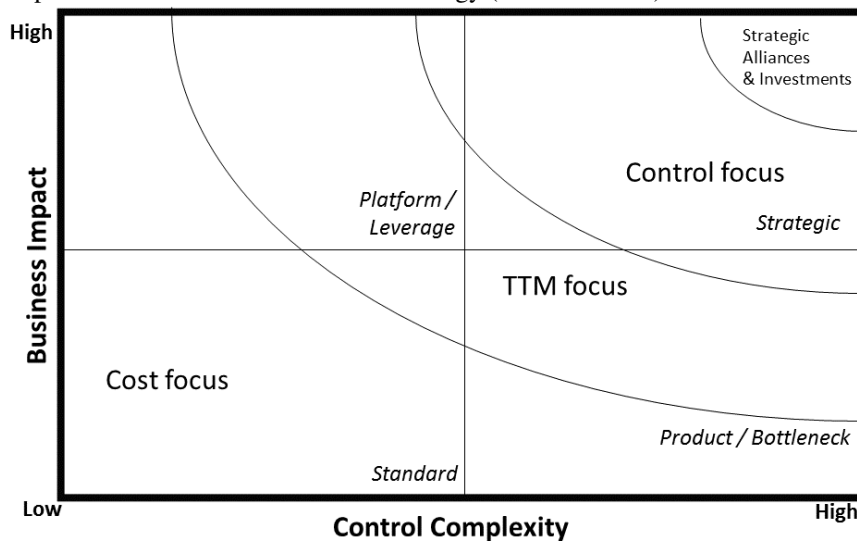 High
Strategic
Alliances
& Investments
Control focus
Platform /
Leverage
Strategic
Business Impact
TTM focus
Cost focus
Product / Bottleneck
Standard
Low
High
Control Complexity